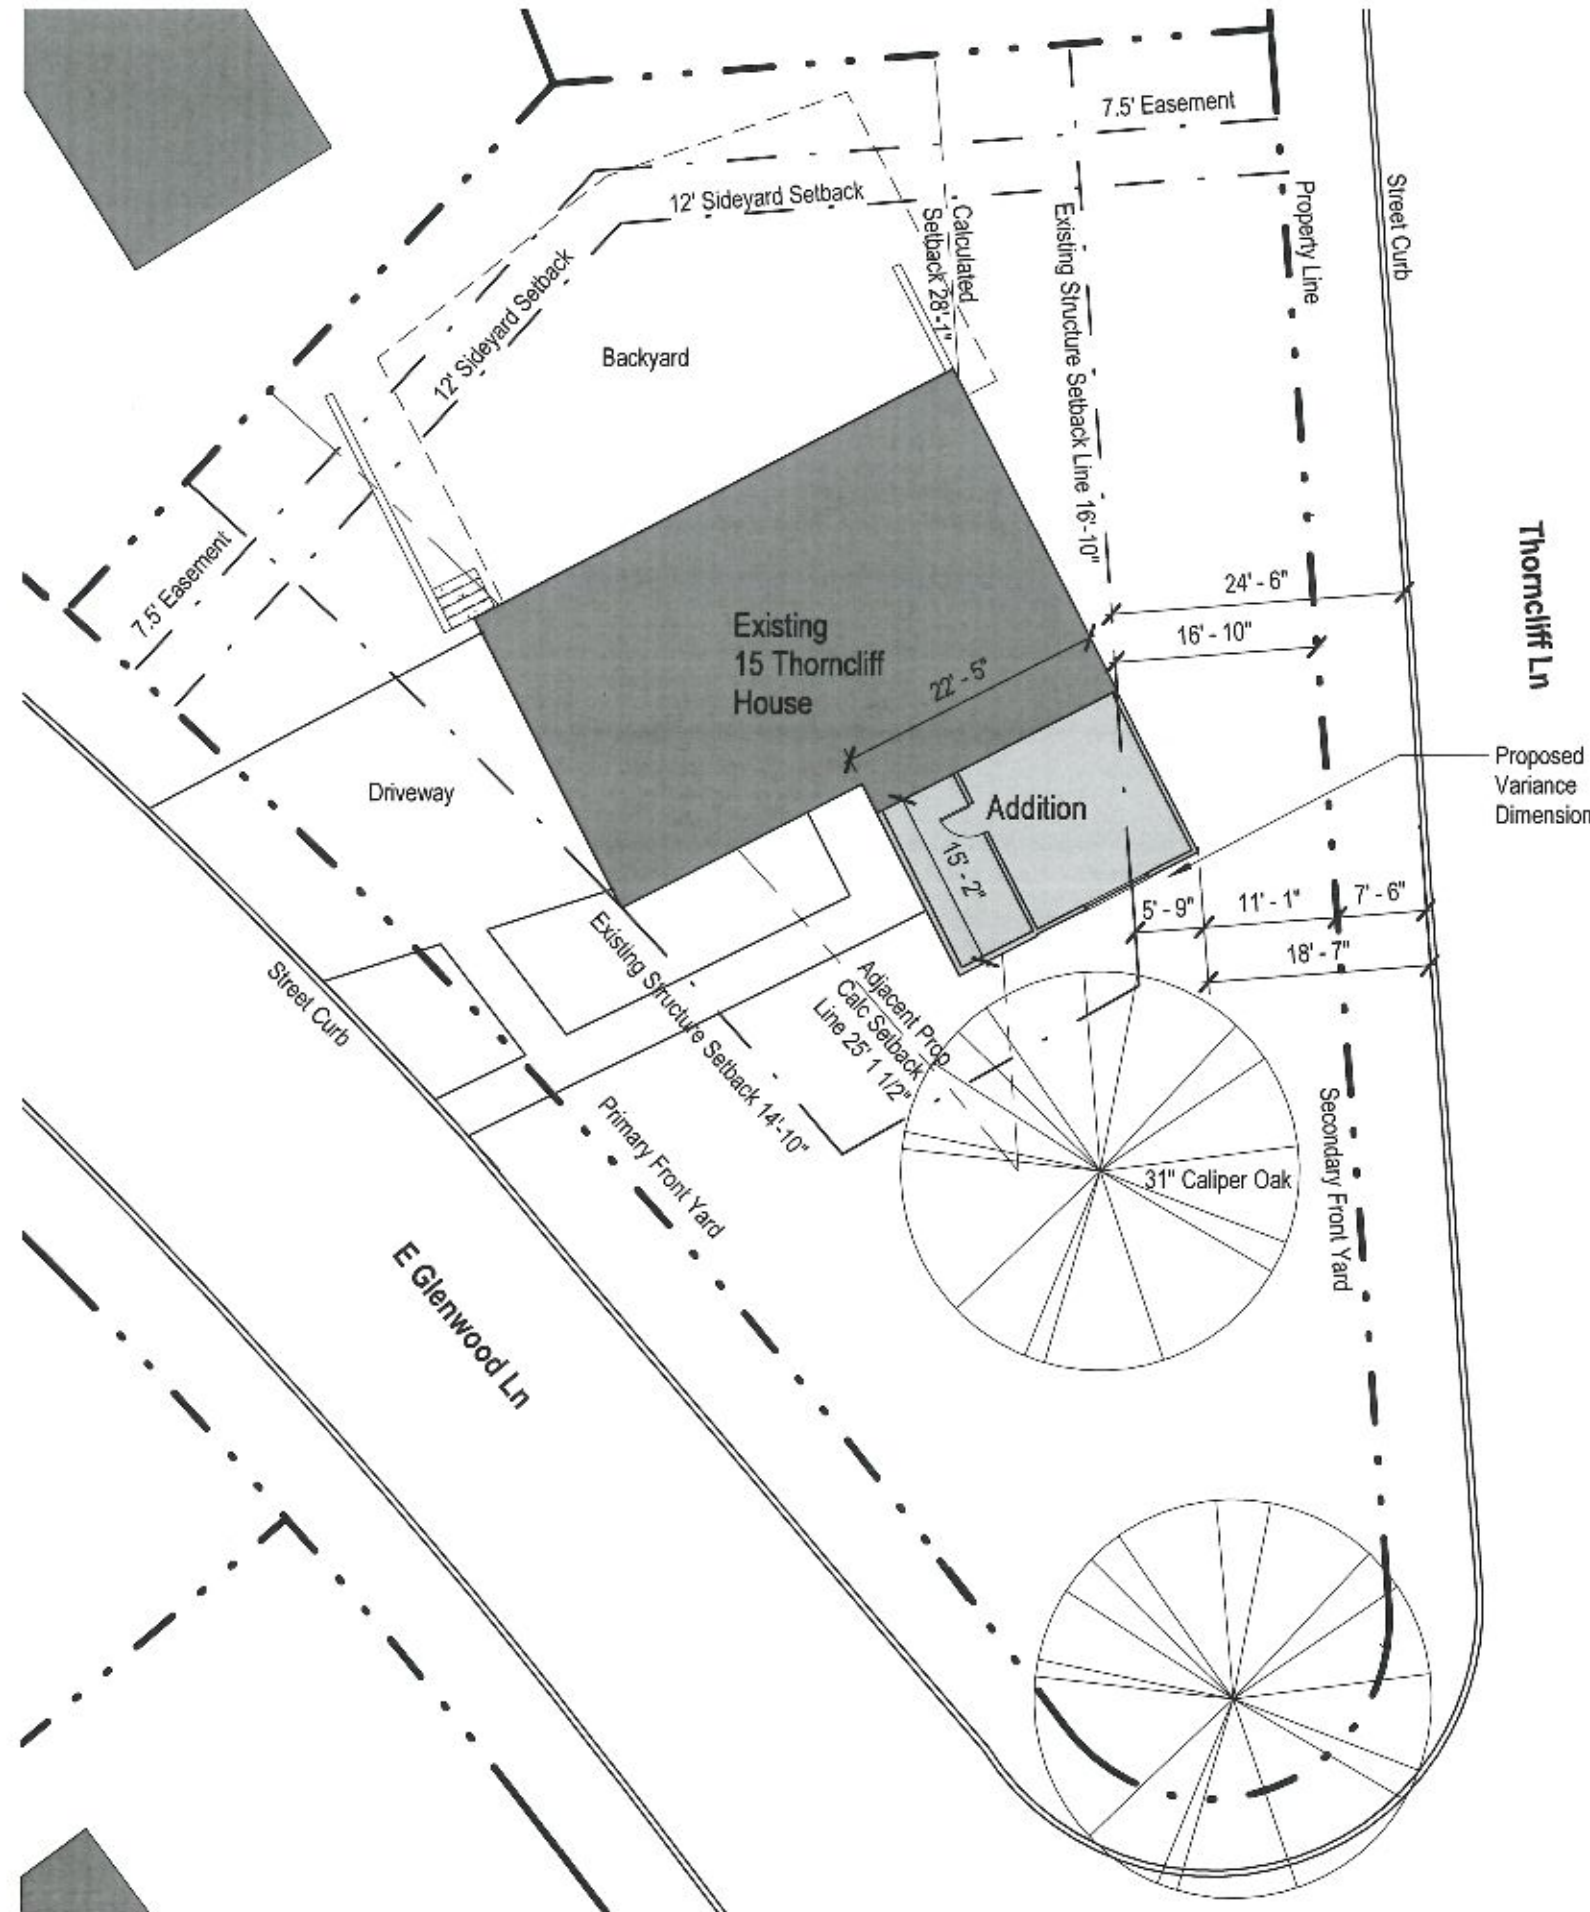 7.5' Easement
12' Sideyard Setback
Calculated
Setback 28'-1"
Existing Structure Setback Line 16'-10"
Property Line
Street Curb
12' Sideyard Setback
Backyard
7.5' Easement
Thorncliff Ln
24' - 6"
16' - 10"
Existing
15 Thorncliff
House
22' - 5"
Proposed
Variance
Dimension
Driveway
Addition
15' - 2"
5' - 9"
11' - 1"
7' - 6"
18' - 7"
Street Curb
Existing Structure Setback 14'-10"
Adjacent Prop
Calc Setback
Line 25' 1 1/2"
Primary Front Yard
Secondary Front Yard
31" Caliper Oak
E Glenwood Ln